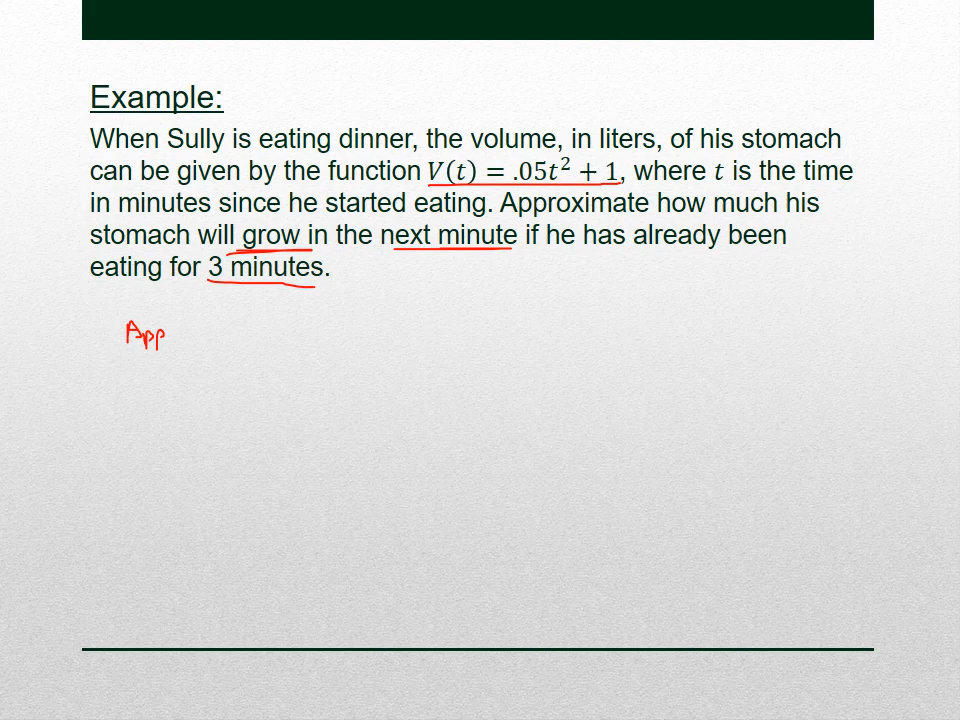 Example:
When Sully is eating dinner, the volume, in liters, of his stomach
can be given by the function V(t) = .05t² + 1, where t is the time
in minutes since he started eating. Approximate how much his
stomach will grow in the next minute if he has already been
eating for 3 minutes.
App